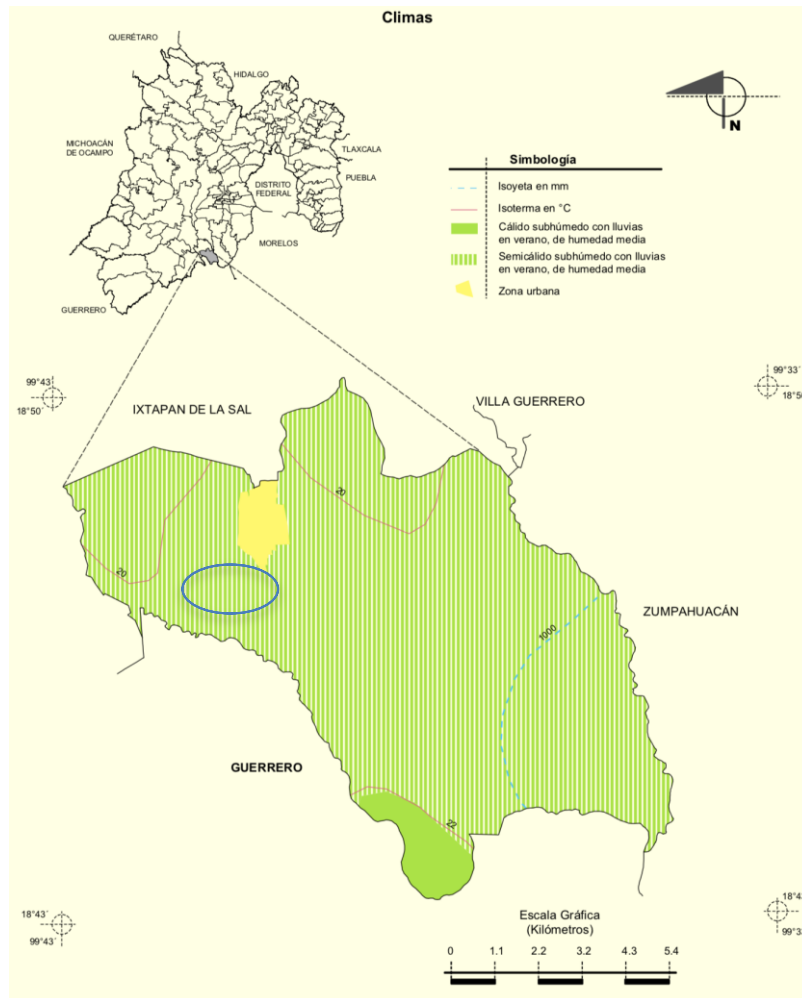 Climas
QUERÉTARO
HIDALGO
MICHOACÁN
DE OCAMPO
TLAXCALA
DISTRITO
FEDERAL
PUEBLA
MORELOS
GUERRERO
N
Simbología
Isoyeta en mm
Isoterma en °C
Cálido subhúmedo con lluvias
en verano, de humedad media
Semicálido subhúmedo con lluvias
en verano, de humedad media
Zona urbana
99°43´
18°50´
99°33´
IXTAPAN DE LA SAL
VILLA GUERRERO
20
20
1000
ZUMPAHUACÁN
GUERRERO
22
18°43´
99°43´
Escala Gráfica
(Kilómetros)
0 1.1 2.2 3.2 4.3 5.4